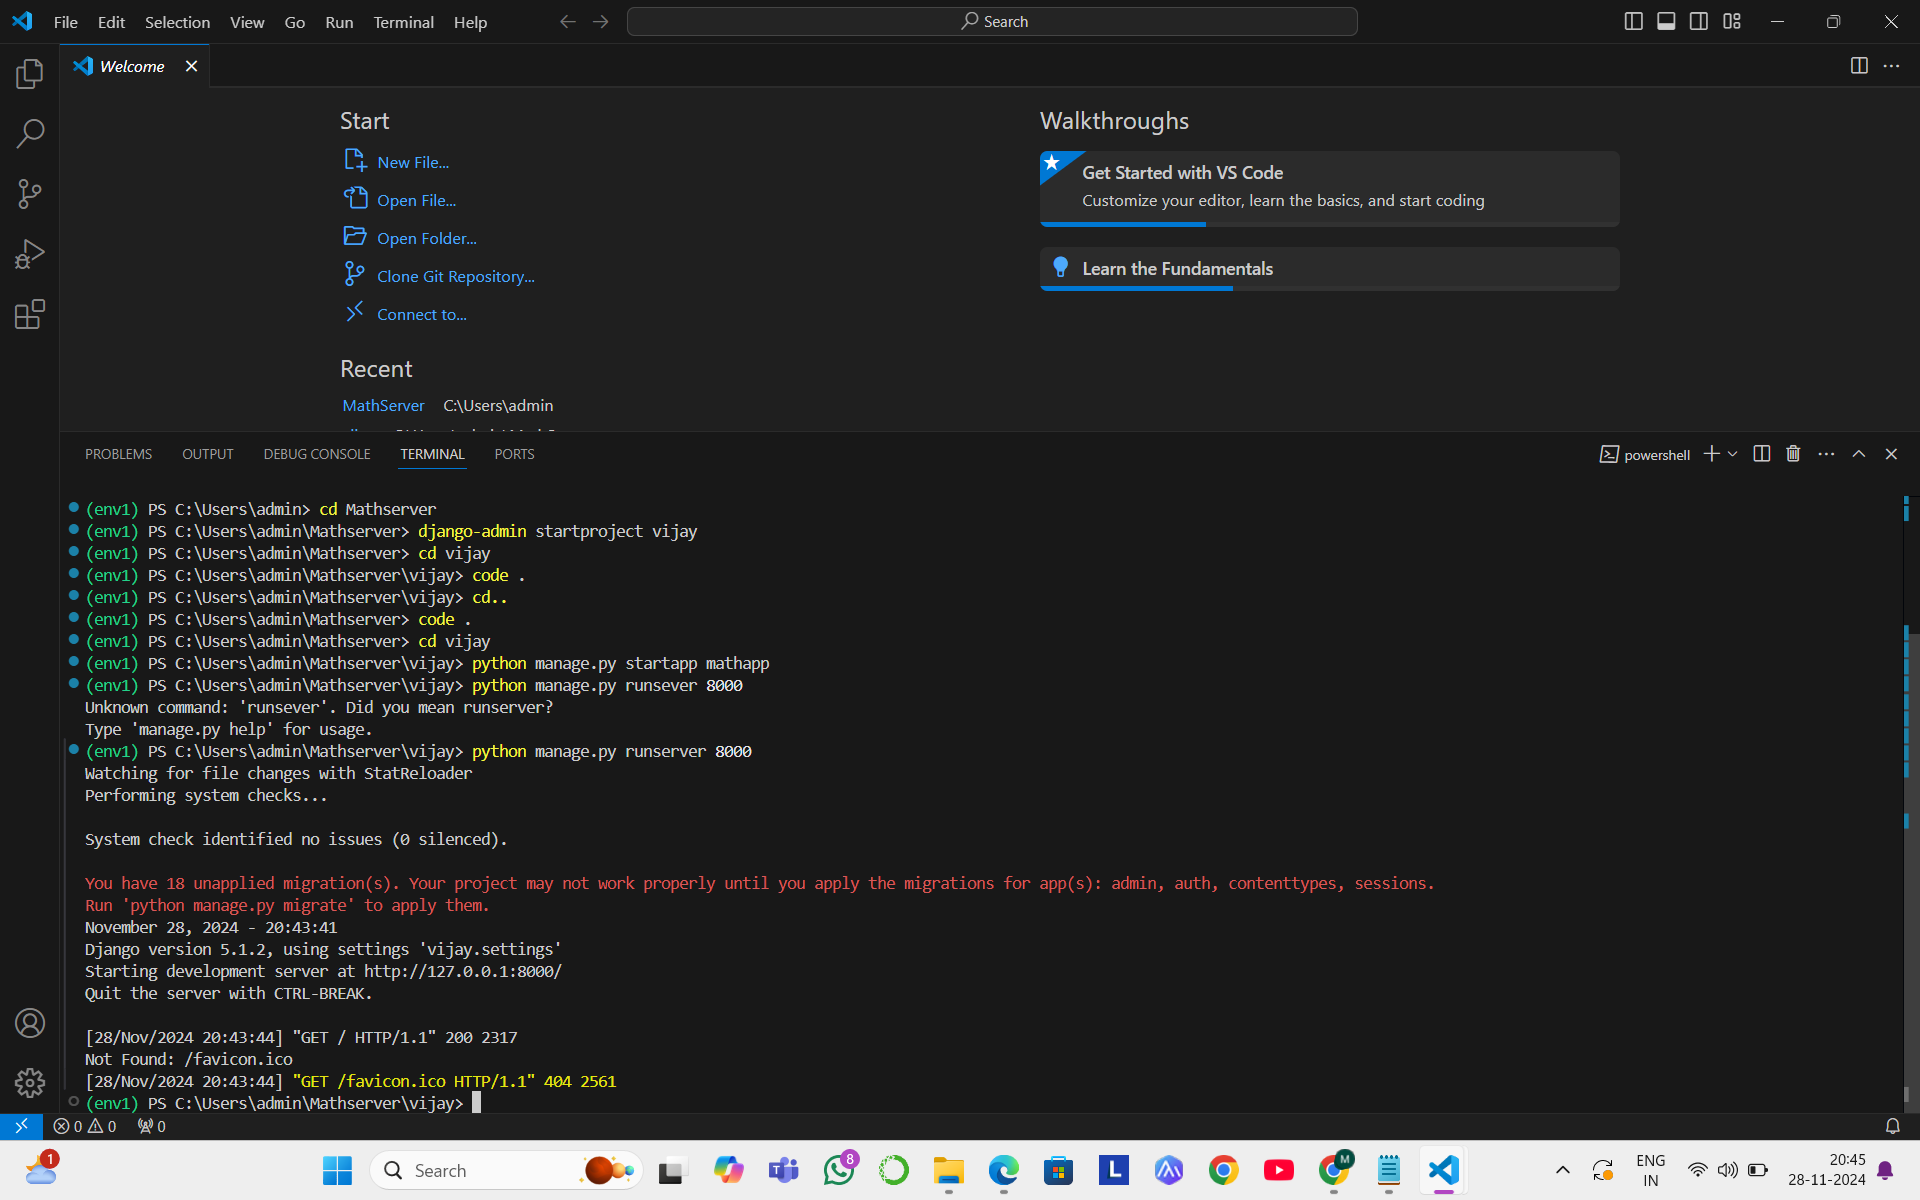 File Edit Selection View Go Run Terminal Help
Search
Welcome
Start
New File...
Open File...
Open Folder...
Clone Git Repository...
Connect to...
Recent
MathServer C:\Users\admin
Walkthroughs
Get Started with VS Code
Customize your editor, learn the basics, and start coding
Learn the Fundamentals
PROBLEMS OUTPUT DEBUG CONSOLE TERMINAL PORTS
powershell
(env1) PS C:\Users\admin> cd Mathserver
(env1) PS C:\Users\admin\Mathserver> django-admin startproject vijay
(env1) PS C:\Users\admin\Mathserver> cd vijay
(env1) PS C:\Users\admin\Mathserver\vijay> code .
(env1) PS C:\Users\admin\Mathserver\vijay> cd..
(env1) PS C:\Users\admin\Mathserver> code .
(env1) PS C:\Users\admin\Mathserver> cd vijay
(env1) PS C:\Users\admin\Mathserver\vijay> python manage.py startapp mathapp
(env1) PS C:\Users\admin\Mathserver\vijay> python manage.py runsever 8000
Unknown command: 'runsever'. Did you mean runserver?
Type 'manage.py help' for usage.
(env1) PS C:\Users\admin\Mathserver\vijay> python manage.py runserver 8000
Watching for file changes with StatReloader
Performing system checks...
System check identified no issues (0 silenced).
You have 18 unapplied migration(s). Your project may not work properly until you apply the migrations for app(s): admin, auth, contenttypes, sessions.
Run 'python manage.py migrate' to apply them.
November 28, 2024 - 20:43:41
Django version 5.1.2, using settings 'vijay.settings'
Starting development server at http://127.0.0.1:8000/
Quit the server with CTRL-BREAK.
[28/Nov/2024 20:43:44] "GET / HTTP/1.1" 200 2317
Not Found: /favicon.ico
[28/Nov/2024 20:43:44] "GET /favicon.ico HTTP/1.1" 404 2561
(env1) PS C:\Users\admin\Mathserver\vijay>
0 0 0
1
Search
8
L
M
ENG
IN
20:45
28-11-2024